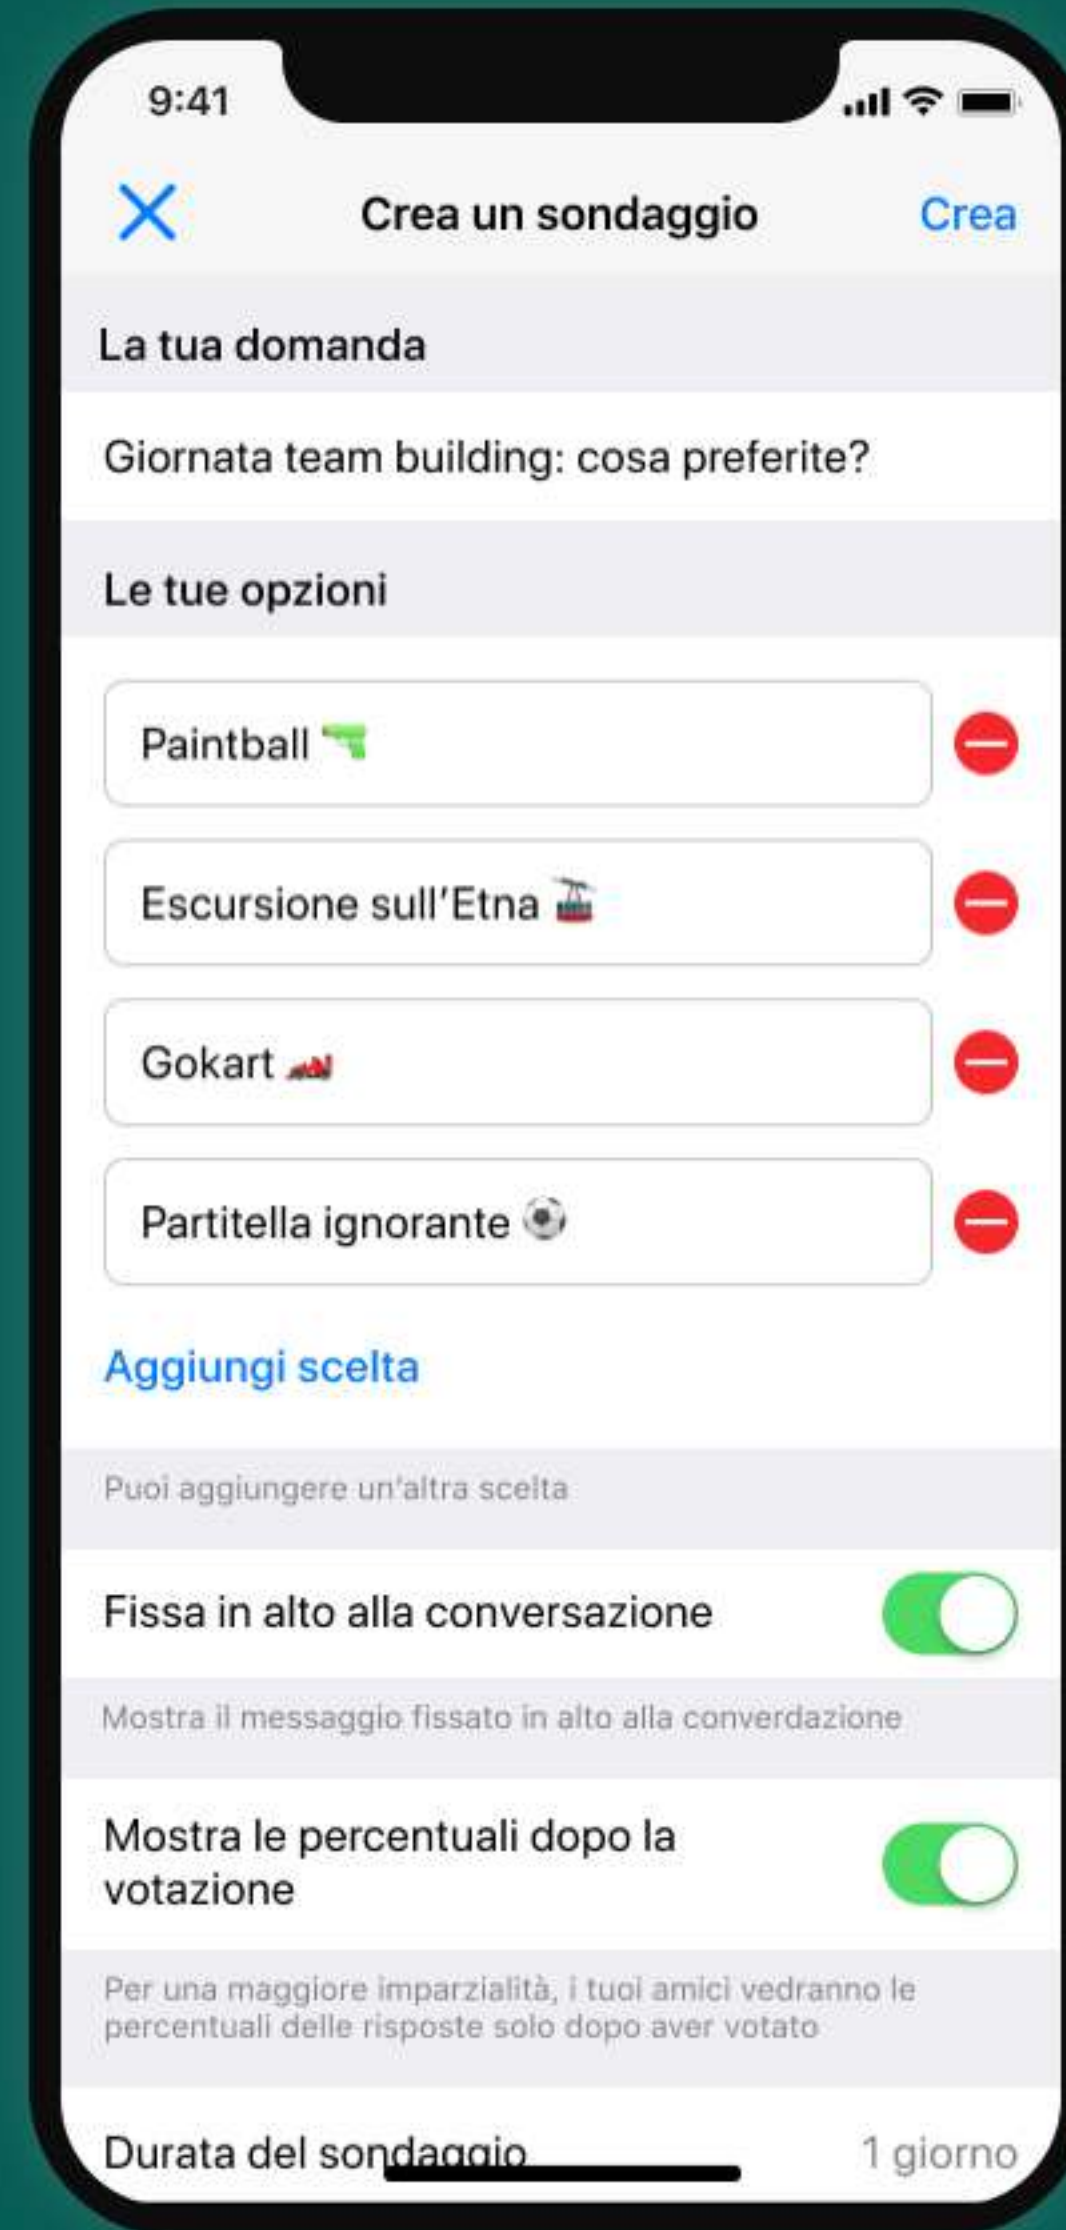 9:41
Crea un sondaggio
Crea
La tua domanda
Giornata team building: cosa preferite?
Le tue opzioni
Paintball 🔫
Escursione sull'Etna 🚡
Gokart 🏎️
Partitella ignorante ⚽
Aggiungi scelta
Puoi aggiungere un'altra scelta
Fissa in alto alla conversazione
Mostra il messaggio fissato in alto alla converdazione
Mostra le percentuali dopo la
votazione
Per una maggiore imparzialità, i tuoi amici vedranno le
percentuali delle risposte solo dopo aver votato
Durata del sondaggio
1 giorno